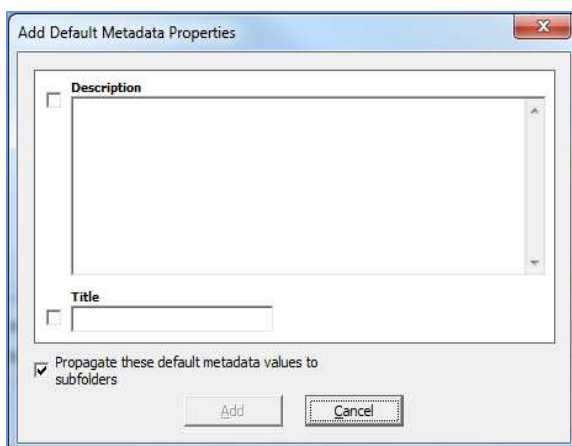 Add Default Metadata Properties
Description
Title
Propagate these default metadata values to
subfolders
Add
Cancel